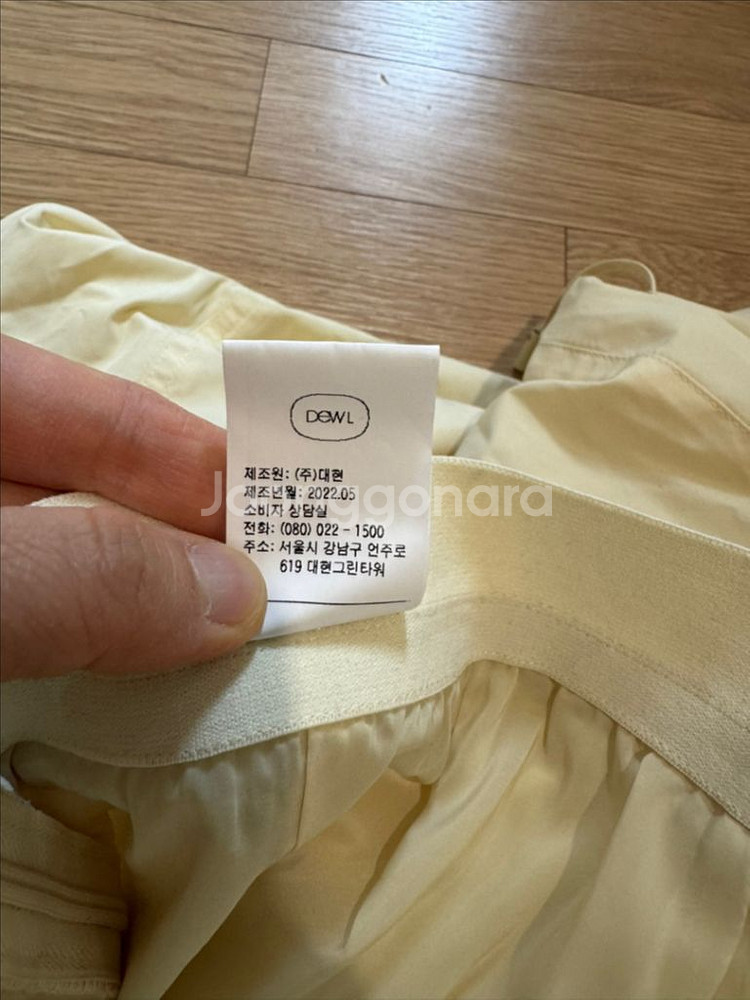 DEWL
제조원: (주)대현
제조년월: 2022.05
소비자 상담실
전화: (080) 022-1500
주소: 서울시 강남구 언주로
619 대현그린타워
Joonggonara